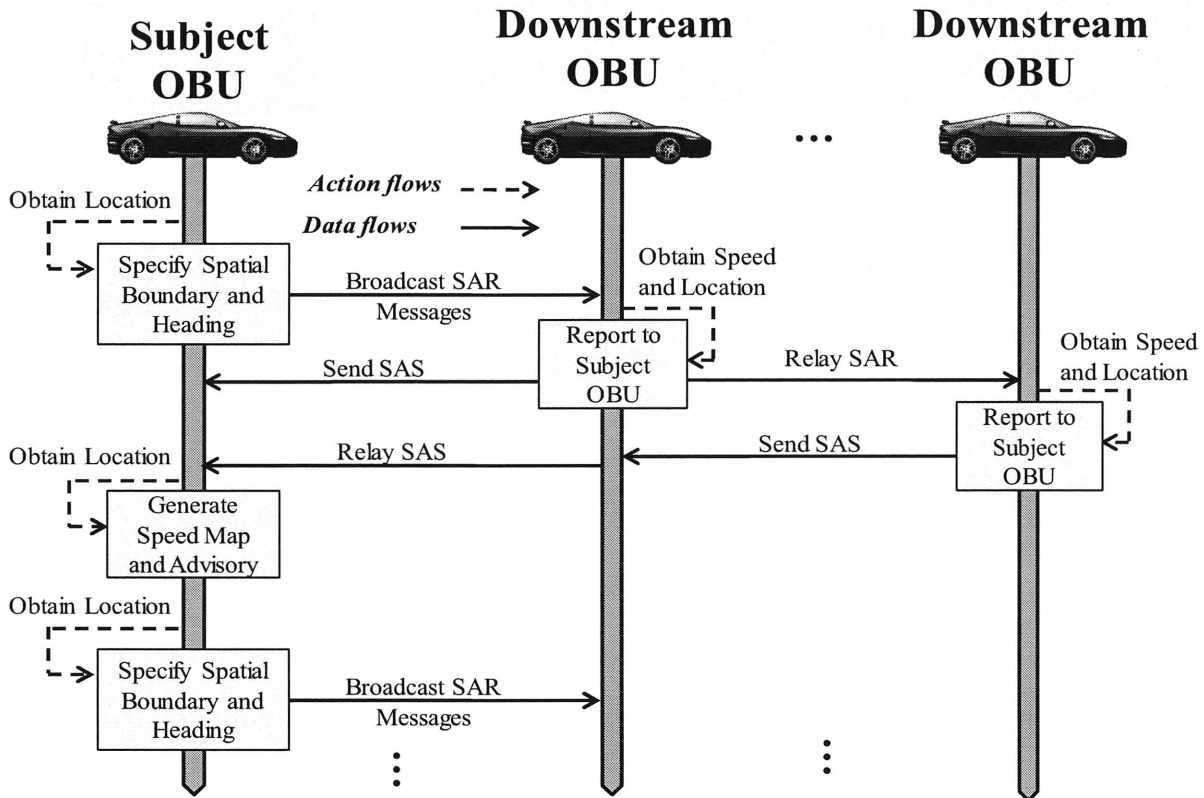 Subject
OBU
Downstream
OBU
Downstream
OBU
...
Action flows
Data flows
Obtain Location
Specify Spatial
Boundary and
Heading
Broadcast SAR
Messages
Obtain Speed
and Location
Report to
Subject
OBU
Send SAS
Relay SAR
Obtain Speed
and Location
Report to
Subject
OBU
Send SAS
Relay SAS
Obtain Location
Generate
Speed Map
and Advisory
Obtain Location
Specify Spatial
Boundary and
Heading
Broadcast SAR
Messages